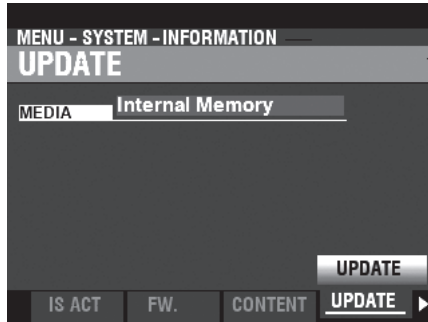 MENU - SYSTEM - INFORMATION
UPDATE
MEDIA Internal Memory
UPDATE
IS ACT FW. CONTENT UPDATE